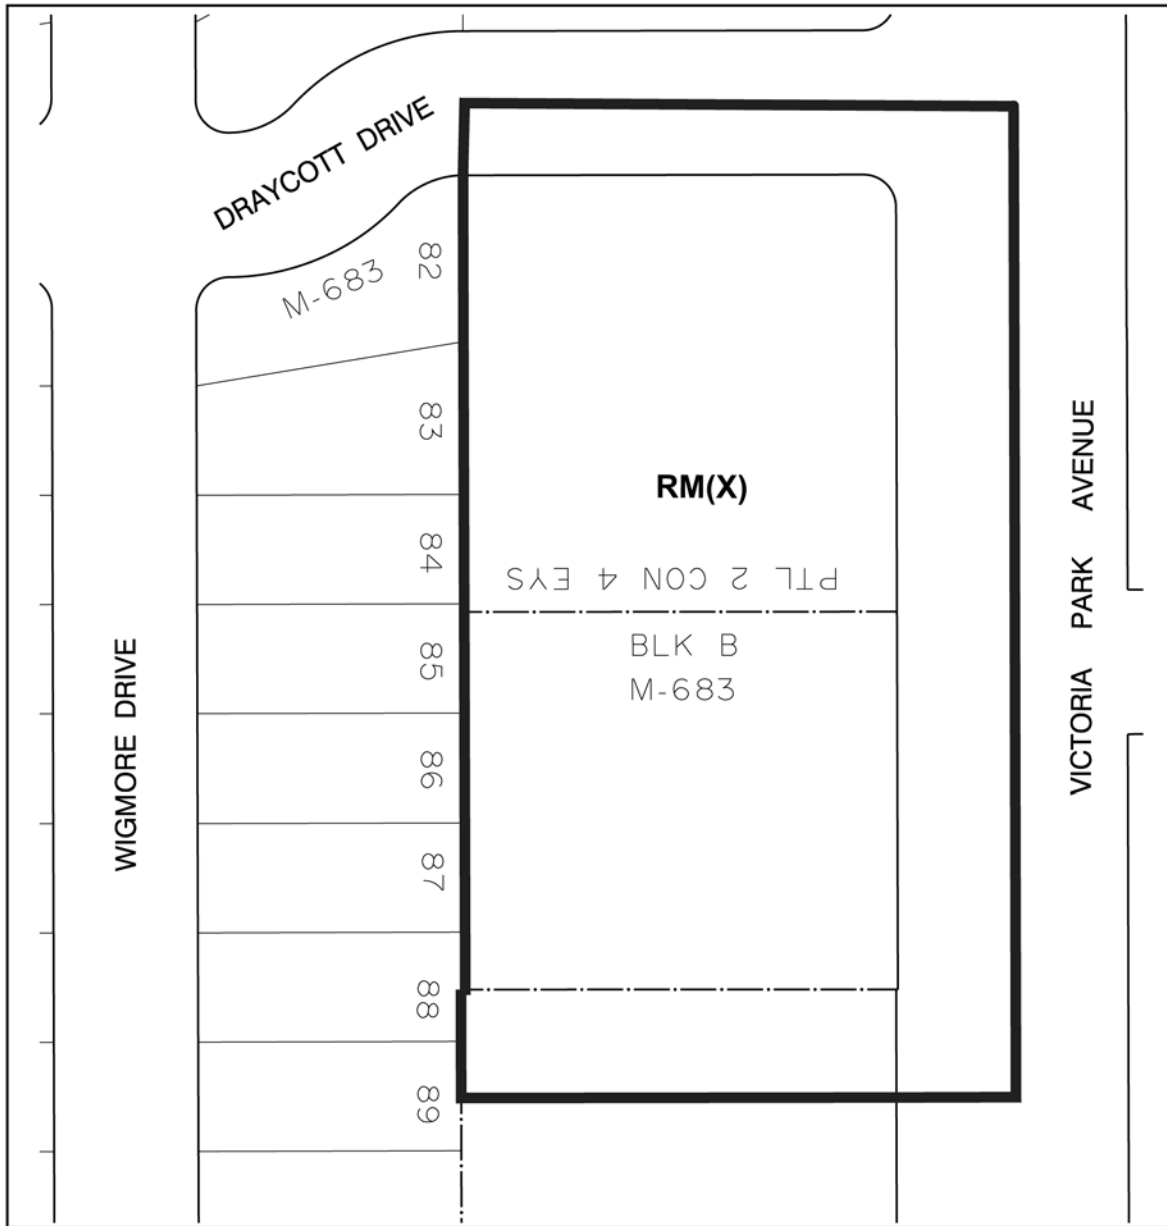 DRAYCOTT DRIVE
M-683
82
83
84
85
86
87
88
89
RM(X)
PTL 2 CON 4 EYS
BLK B
M-683
WIGMORE DRIVE
VICTORIA PARK AVENUE